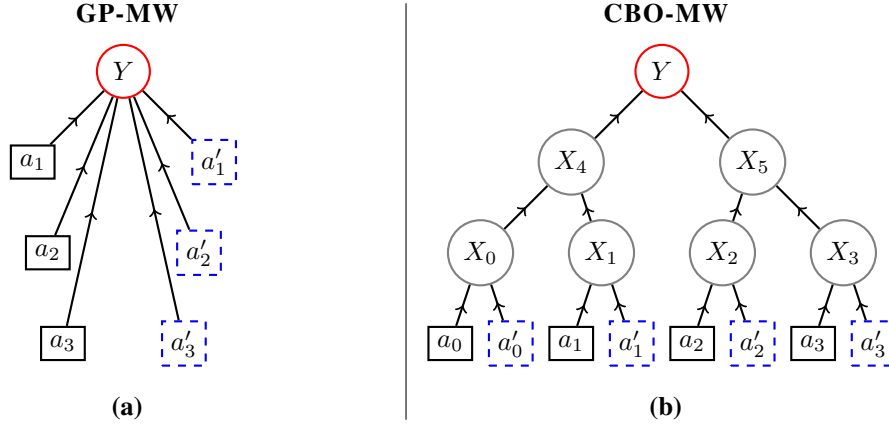 GP-MW
Y
a₁
a′₁
a₂
a′₂
a₃
a′₃
(a)
CBO-MW
Y
X₄
X₅
X₀
X₁
X₂
X₃
a₀
a′₀
a₁
a′₁
a₂
a′₂
a₃
a′₃
(b)